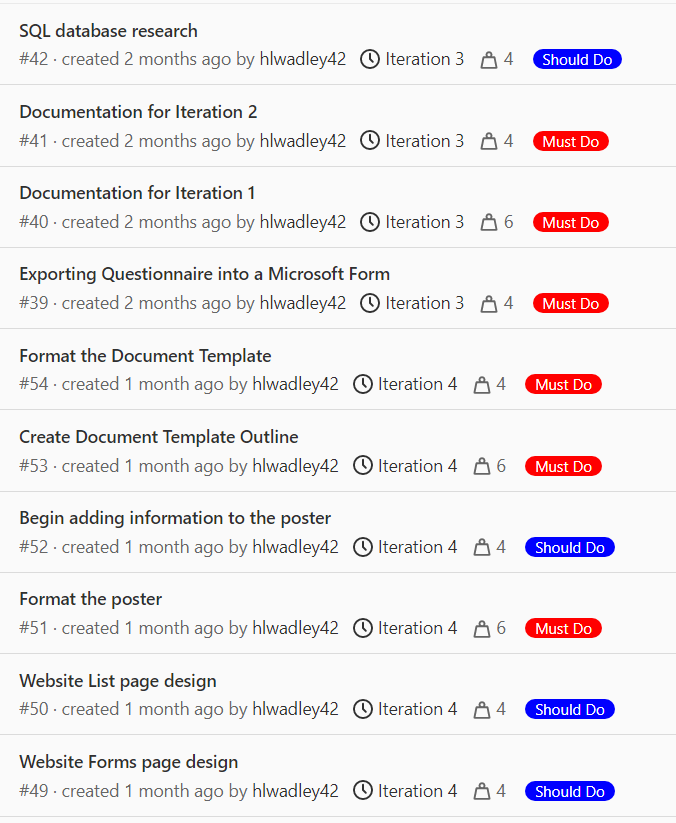 SQL database research
#42 · created 2 months ago by hlwadley42 Iteration 3 4 Should Do
Documentation for Iteration 2
#41 · created 2 months ago by hlwadley42 Iteration 3 4 Must Do
Documentation for Iteration 1
#40 · created 2 months ago by hlwadley42 Iteration 3 6 Must Do
Exporting Questionnaire into a Microsoft Form
#39 · created 2 months ago by hlwadley42 Iteration 3 4 Must Do
Format the Document Template
#54 · created 1 month ago by hlwadley42 Iteration 4 4 Must Do
Create Document Template Outline
#53 · created 1 month ago by hlwadley42 Iteration 4 6 Must Do
Begin adding information to the poster
#52 · created 1 month ago by hlwadley42 Iteration 4 4 Should Do
Format the poster
#51 · created 1 month ago by hlwadley42 Iteration 4 6 Must Do
Website List page design
#50 · created 1 month ago by hlwadley42 Iteration 4 4 Should Do
Website Forms page design
#49 · created 1 month ago by hlwadley42 Iteration 4 4 Should Do